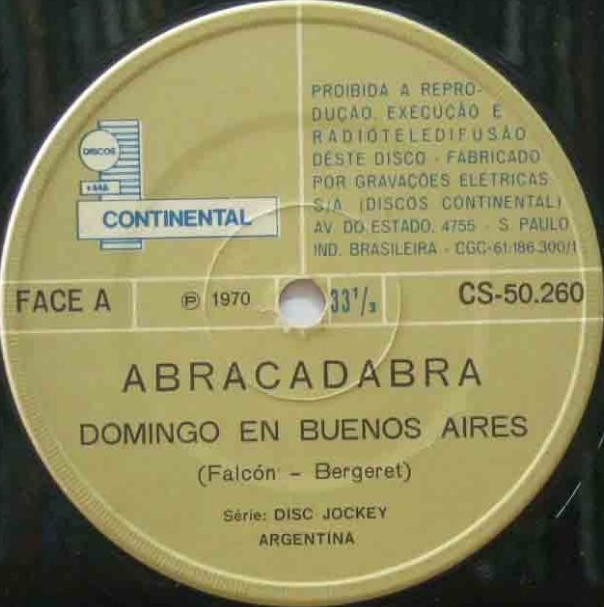 PROIBIDA A REPRO-
DUÇÃO, EXECUÇÃO E
RADIOTELEDIFUSÃO
DESTE DISCO - FABRICADO
POR GRAVAÇÕES ELÉTRICAS
S/A (DISCOS CONTINENTAL)
AV. DO ESTADO, 4755 - S. PAULO
IND. BRASILEIRA - CGC-61.186.300/1
DISCOS
CONTINENTAL
FACE A ℗ 1970 33 1/3 CS-50.260
ABRACADABRA
DOMINGO EN BUENOS AIRES
(Falcón - Bergeret)
Série: DISC JOCKEY
ARGENTINA